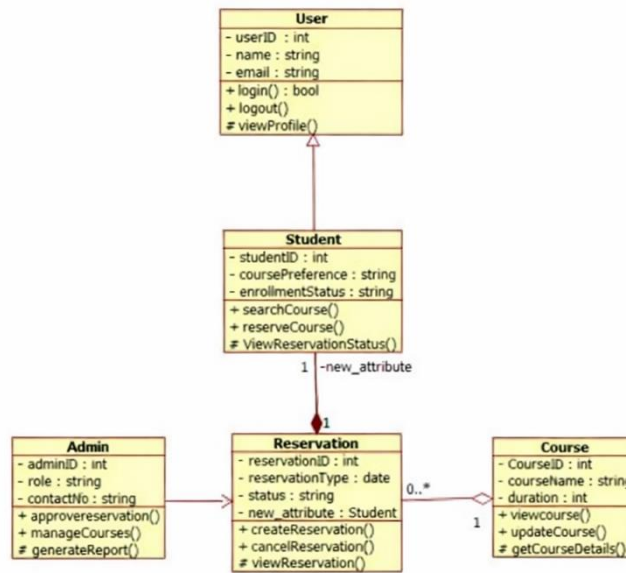 User
- userID : int
- name : string
- email : string
+ login() : bool
+ logout()
# viewProfile()
Student
- studentID : int
- coursePreference : string
- enrollmentStatus : string
+ searchCourse()
+ reserveCourse()
# ViewReservationStatus()
1 -new_attribute
1
Admin
- adminID : int
- role : string
- contactNo : string
+ approvereservation()
+ manageCourses()
# generateReport()
Reservation
- reservationID : int
- reservationType : date
- status : string
- new_attribute : Student
+ createReservation()
+ cancelReservation()
# viewReservation()
0..*
1
Course
- CourseID : int
- courseName : string
- duration : int
+ viewcourse()
+ updateCourse()
# getCourseDetails()